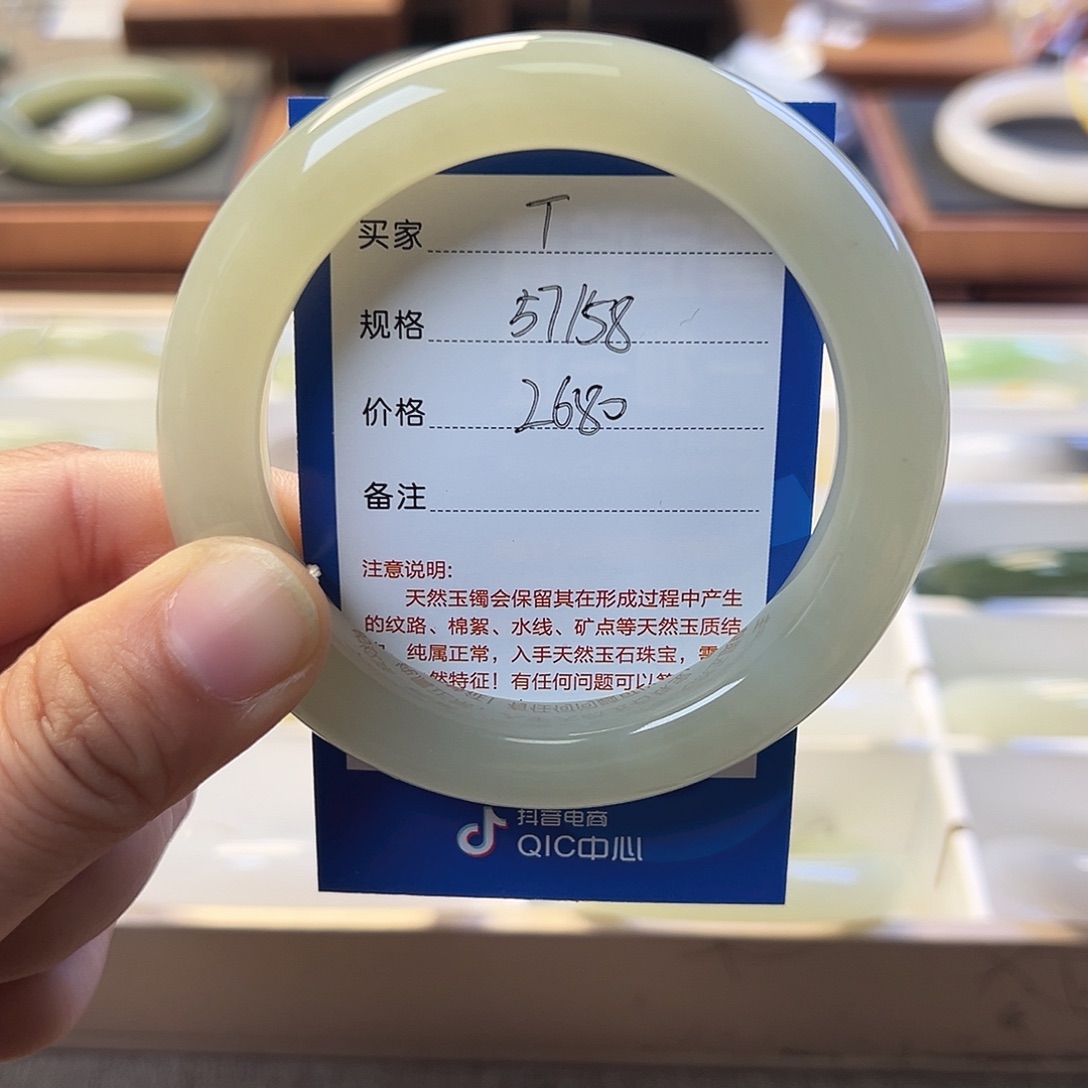 买家 T
规格 57/58
价格 2680
备注
注意说明:
天然玉镯会保留其在形成过程中产生
的纹路、棉絮、水线、矿点等天然玉质结
纯属正常，入手天然玉石珠宝，需
然特征！有任何问题可以
抖音电商
QIC中心